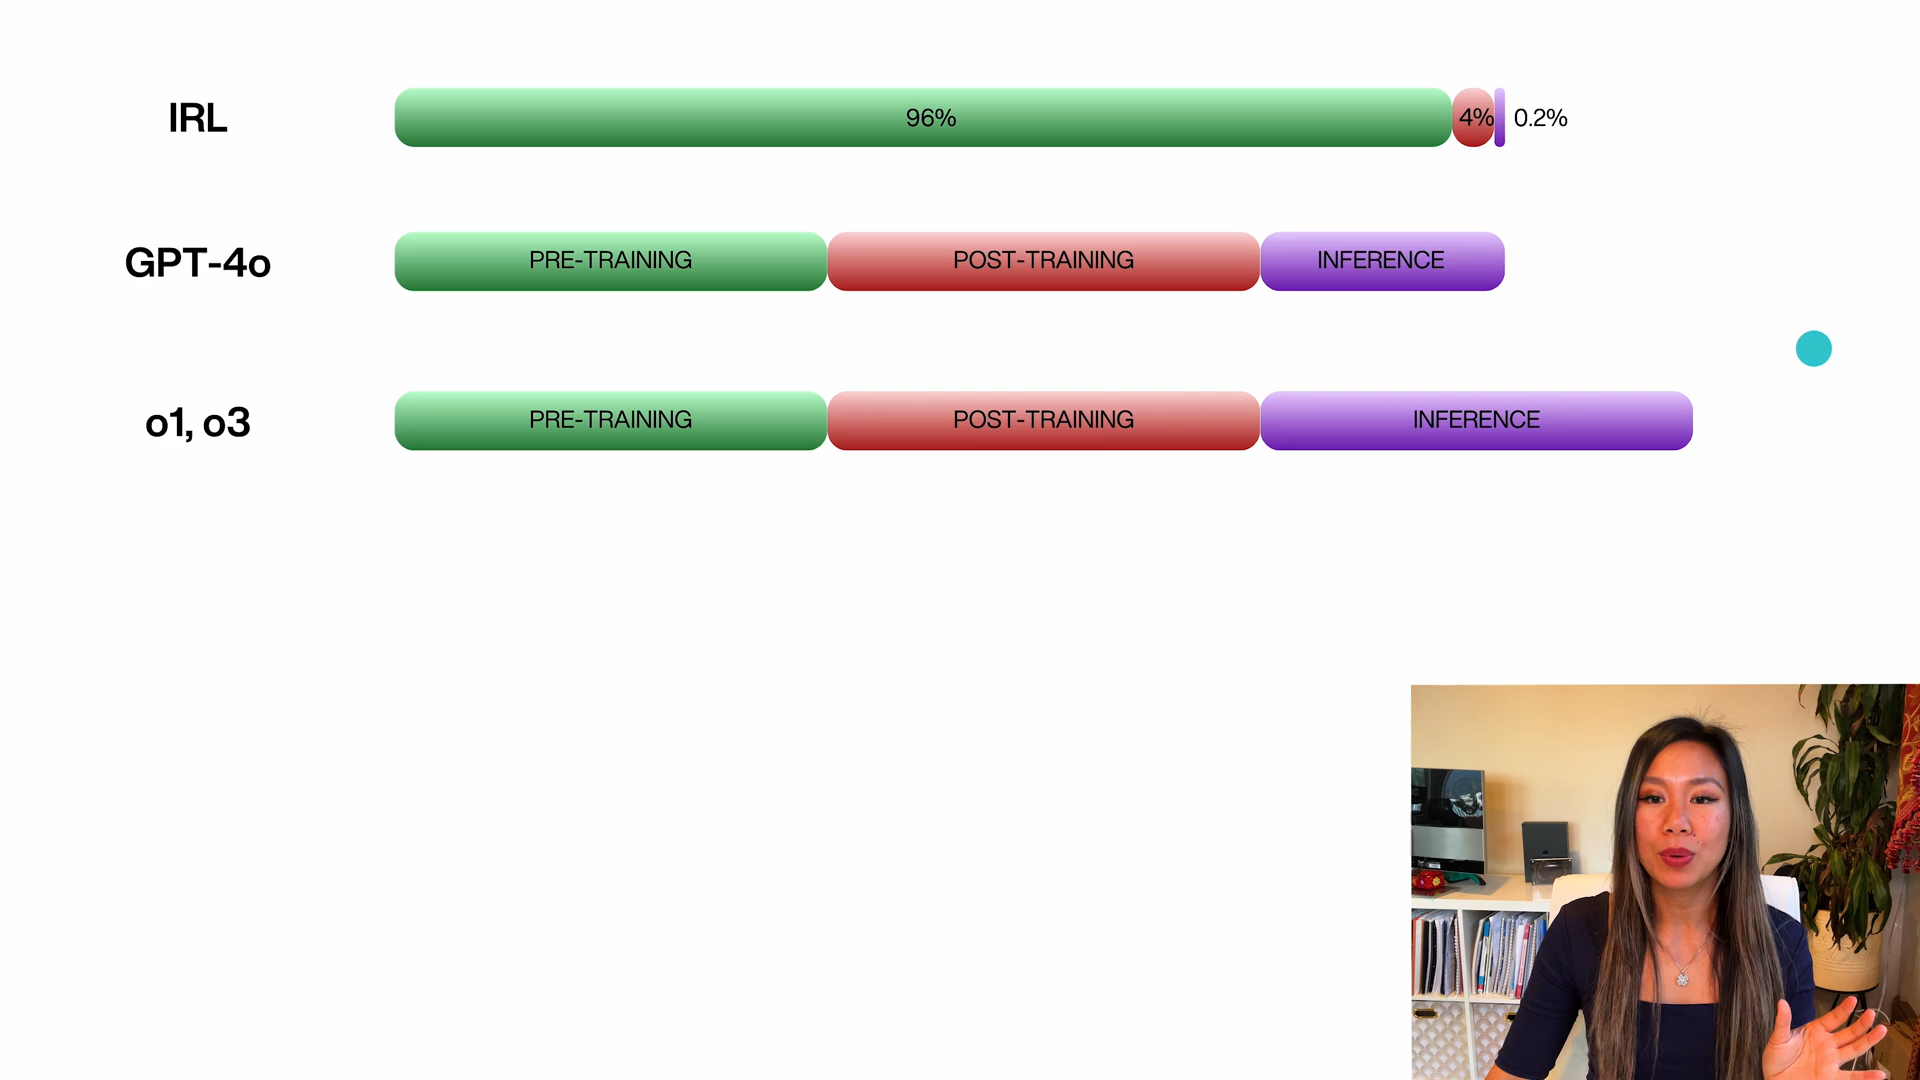 IRL 96% 4% 0.2%
GPT-4o PRE-TRAINING POST-TRAINING INFERENCE
o1, o3 PRE-TRAINING POST-TRAINING INFERENCE